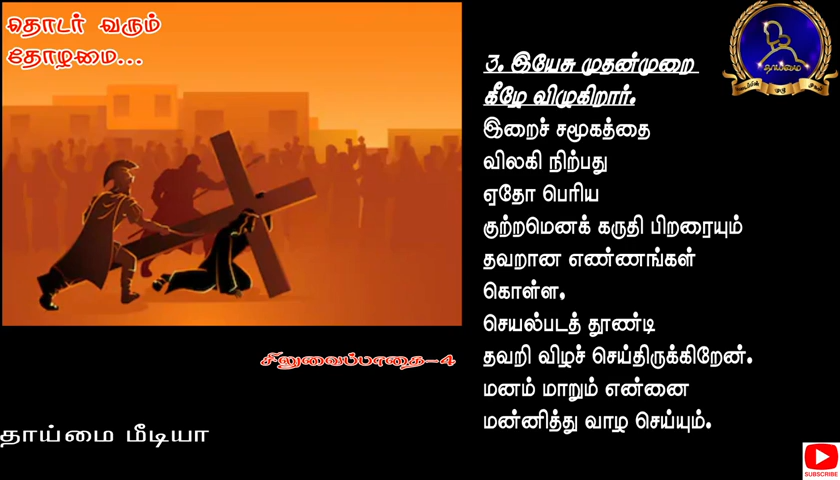 தொடர் வரும்
தோழமை...
3. இயேசு முதன்முறை
கீழே விழுகிறார்.
இறைச் சமூகத்தை
விலகி நிற்பது
ஏதோ பெரிய
குற்றமெனக் கருதி பிறரையும்
தவறான எண்ணங்கள்
கொள்ள.
செயல்படத் தூண்டி
தவறி விழச் செய்திருக்கிறேன்.
மனம் மாறும் என்னை
மன்னித்து வாழ செய்யும்.
சிலுவைப்பாதை-4
தாய்மை மீடியா
தாய்மை
SUBSCRIBE